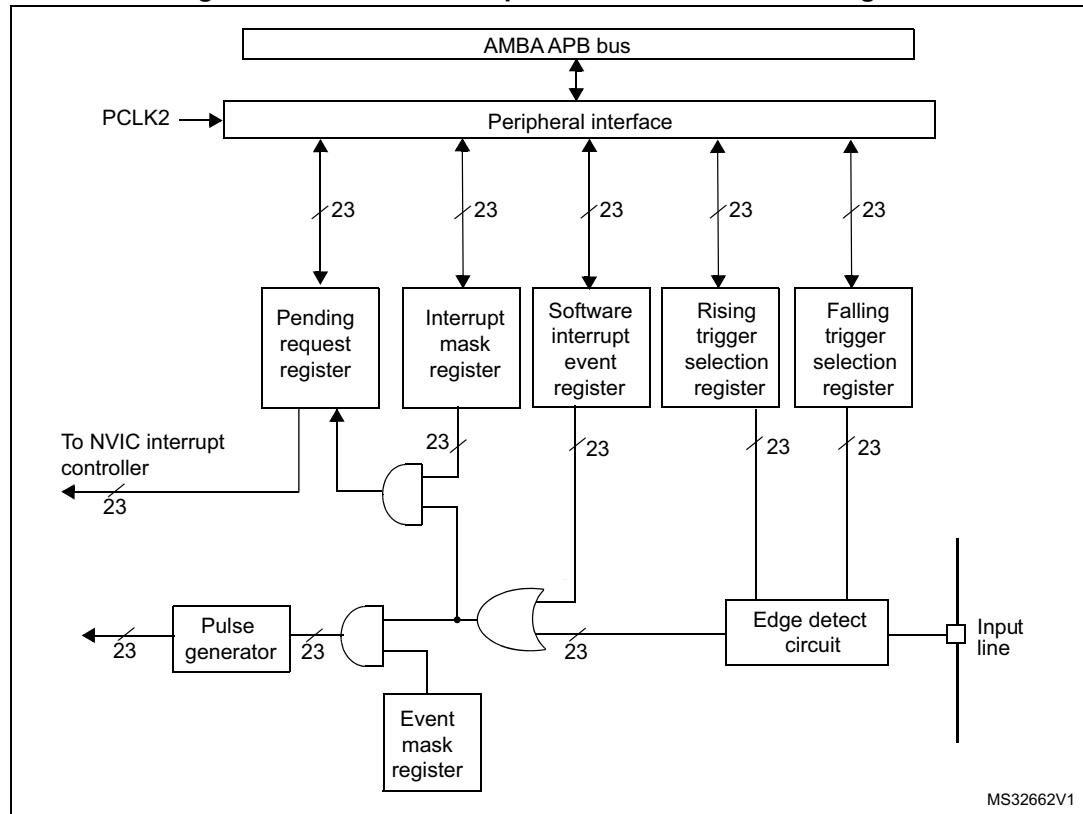 AMBA APB bus
PCLK2
Peripheral interface
23
23
23
23
23
Pending
request
register
Interrupt
mask
register
Software
interrupt
event
register
Rising
trigger
selection
register
Falling
trigger
selection
register
To NVIC interrupt
controller
23
23
23
23
23
Pulse
generator
23
23
23
Edge detect
circuit
Input
line
Event
mask
register
MS32662V1